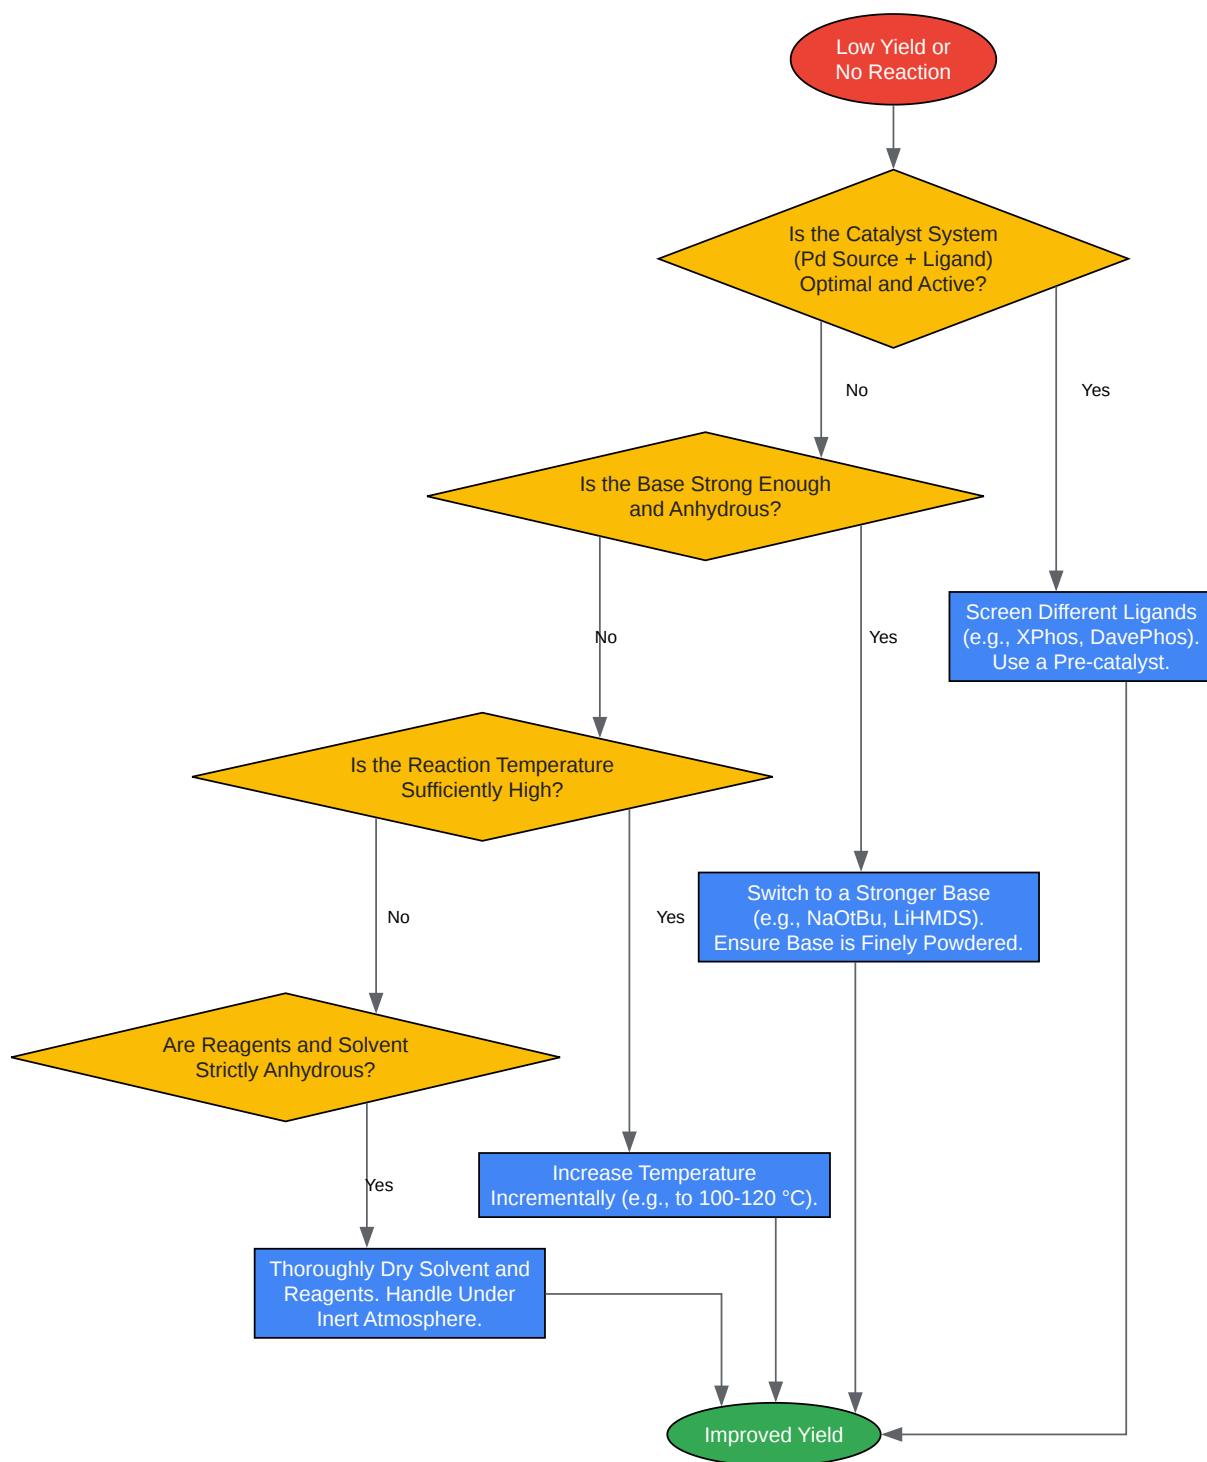 Low Yield or
No Reaction
Is the Catalyst System
(Pd Source + Ligand)
Optimal and Active?
No
Yes
Is the Base Strong Enough
and Anhydrous?
Screen Different Ligands
(e.g., XPhos, DavePhos).
Use a Pre-catalyst.
No
Yes
Is the Reaction Temperature
Sufficiently High?
Switch to a Stronger Base
(e.g., NaOtBu, LiHMDS).
Ensure Base is Finely Powdered.
No
Yes
Are Reagents and Solvent
Strictly Anhydrous?
Increase Temperature
Incrementally (e.g., to 100-120 °C).
Yes
Thoroughly Dry Solvent and
Reagents. Handle Under
Inert Atmosphere.
Improved Yield